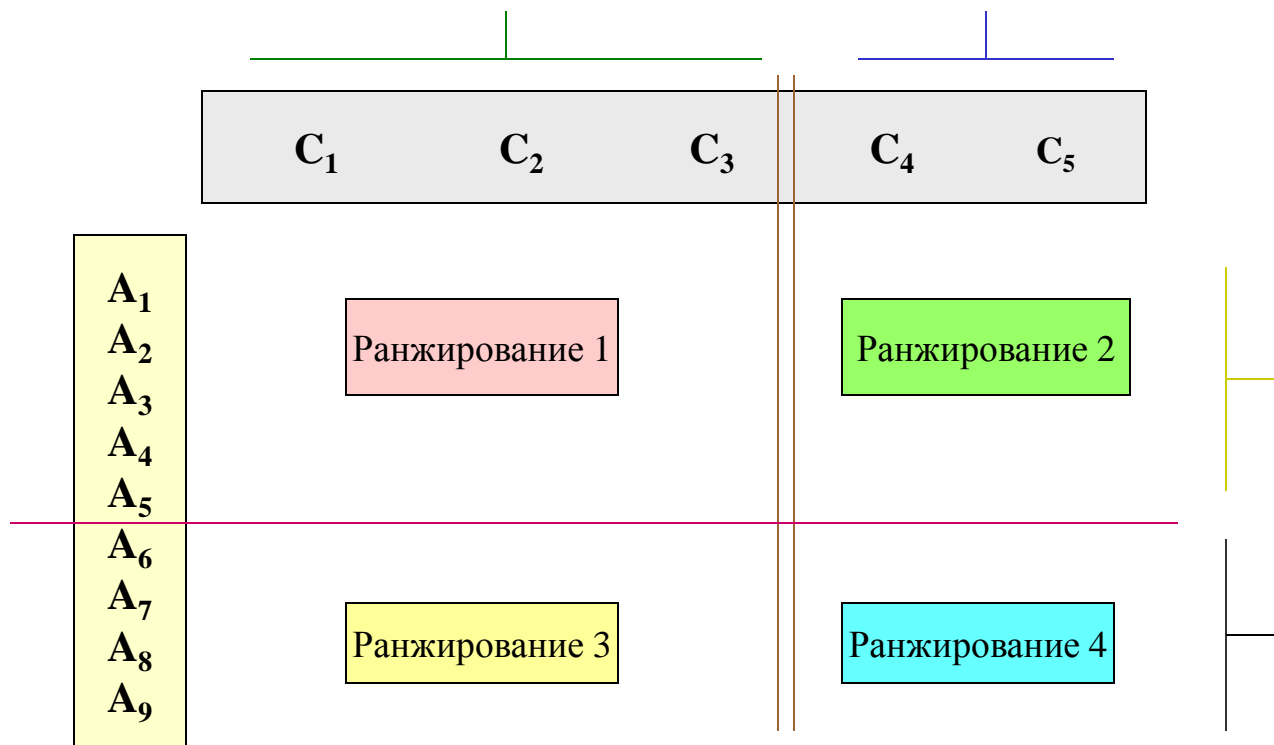 C₁ C₂ C₃ C₄ C₅
A₁
A₂
A₃
A₄
A₅
A₆
A₇
A₈
A₉
Ранжирование 1 Ранжирование 2
Ранжирование 3 Ранжирование 4